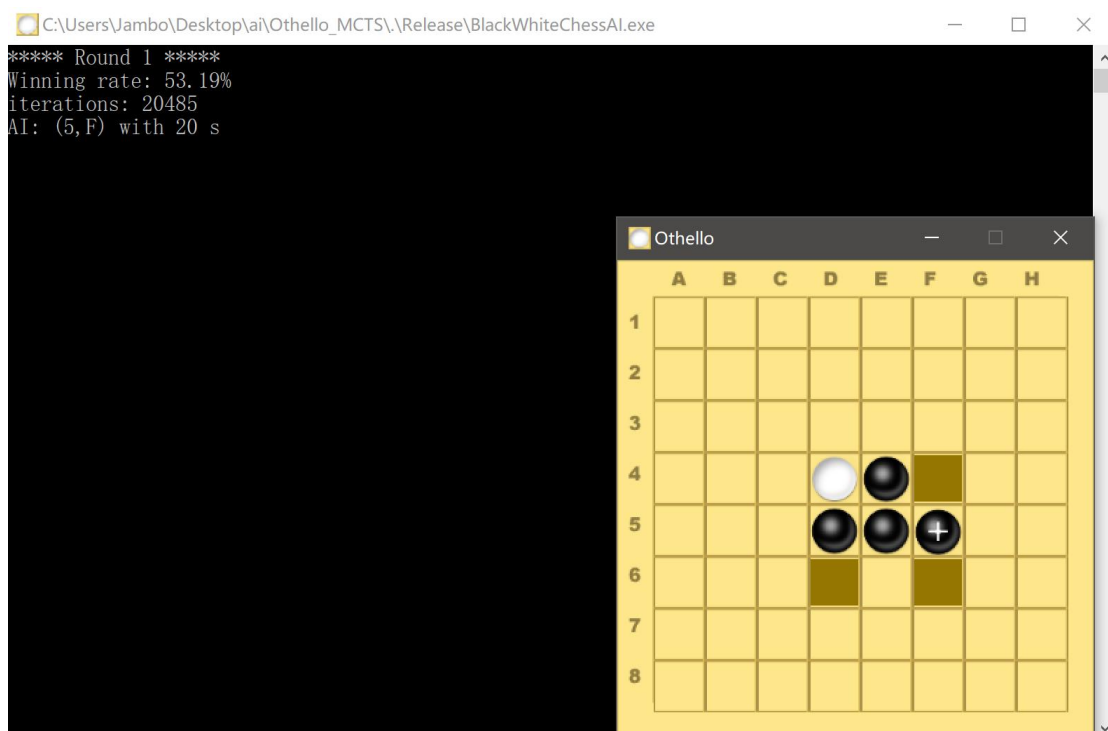 C:\Users\Jambo\Desktop\ai\Othello_MCTS\.\Release\BlackWhiteChessAI.exe
***** Round 1 *****
Winning rate: 53.19%
iterations: 20485
AI: (5,F) with 20 s
Othello
A B C D E F G H
1
2
3
4
5
6
7
8